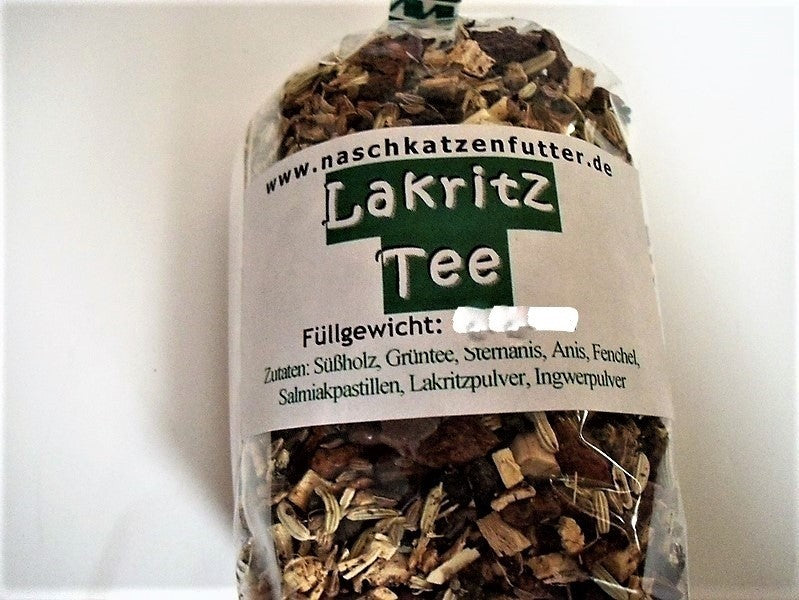 www.naschkatzenfutter.de
Lakritz
Tee
Füllgewicht:
Zutaten: Süßholz, Grüntee, Sternanis, Anis, Fenchel,
Salmiakpastillen, Lakritzpulver, Ingwerpulver